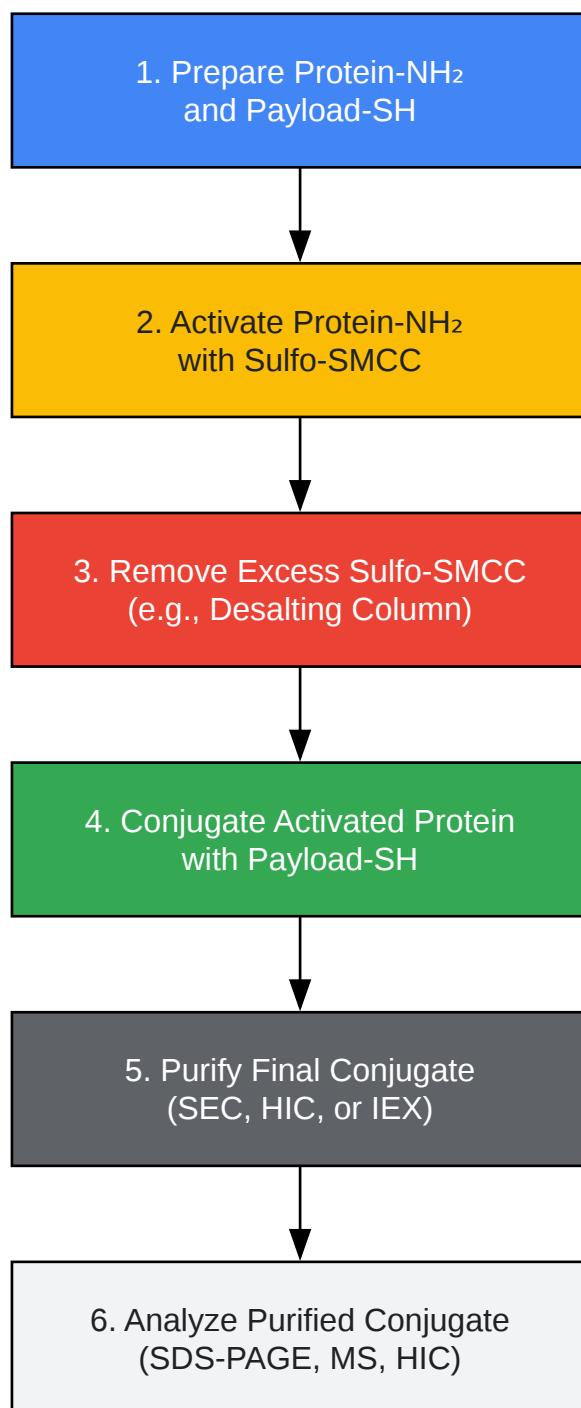 1. Prepare Protein-NH₂
and Payload-SH
2. Activate Protein-NH₂
with Sulfo-SMCC
3. Remove Excess Sulfo-SMCC
(e.g., Desalting Column)
4. Conjugate Activated Protein
with Payload-SH
5. Purify Final Conjugate
(SEC, HIC, or IEX)
6. Analyze Purified Conjugate
(SDS-PAGE, MS, HIC)